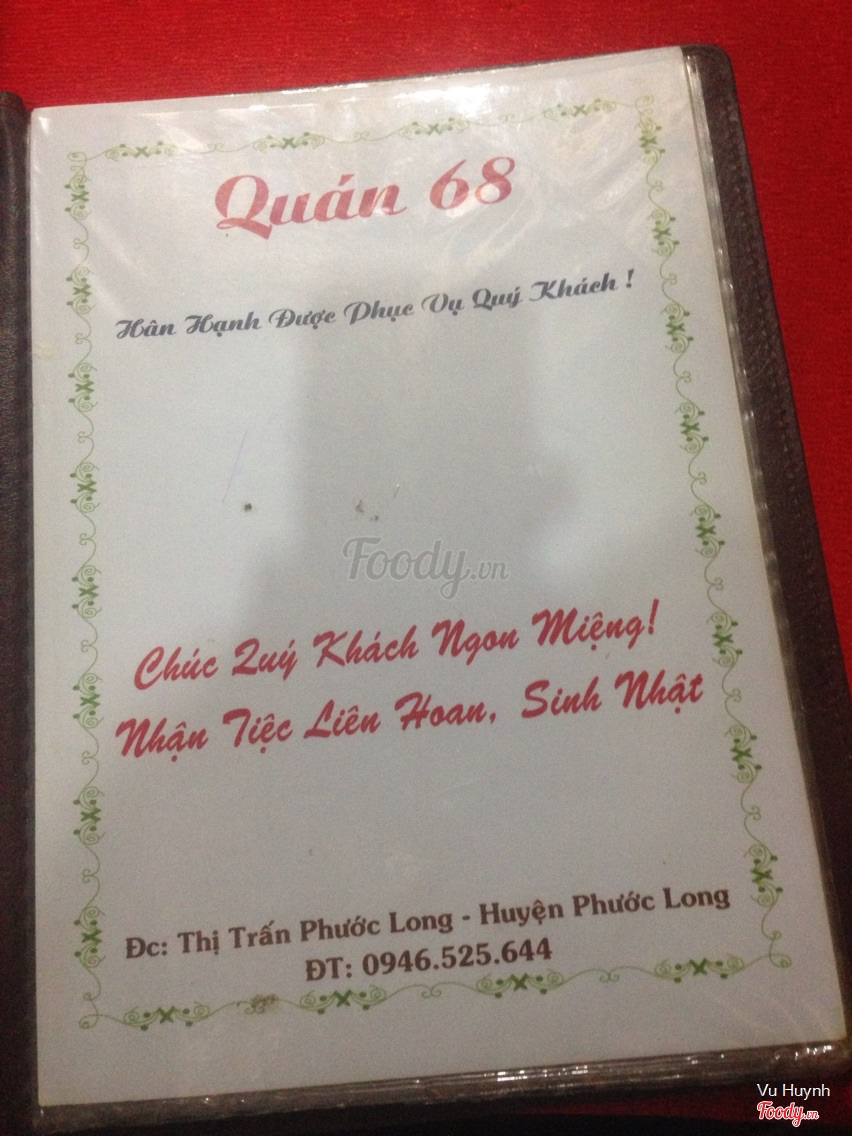 Quán 68
Hân Hạnh Được Phục Vụ Quý Khách !
Foody.vn
Chúc Quý Khách Ngon Miệng!
Nhận Tiệc Liên Hoan, Sinh Nhật
Đc: Thị Trấn Phước Long - Huyện Phước Long
ĐT: 0946.525.644
Vu Huynh
Foody.vn